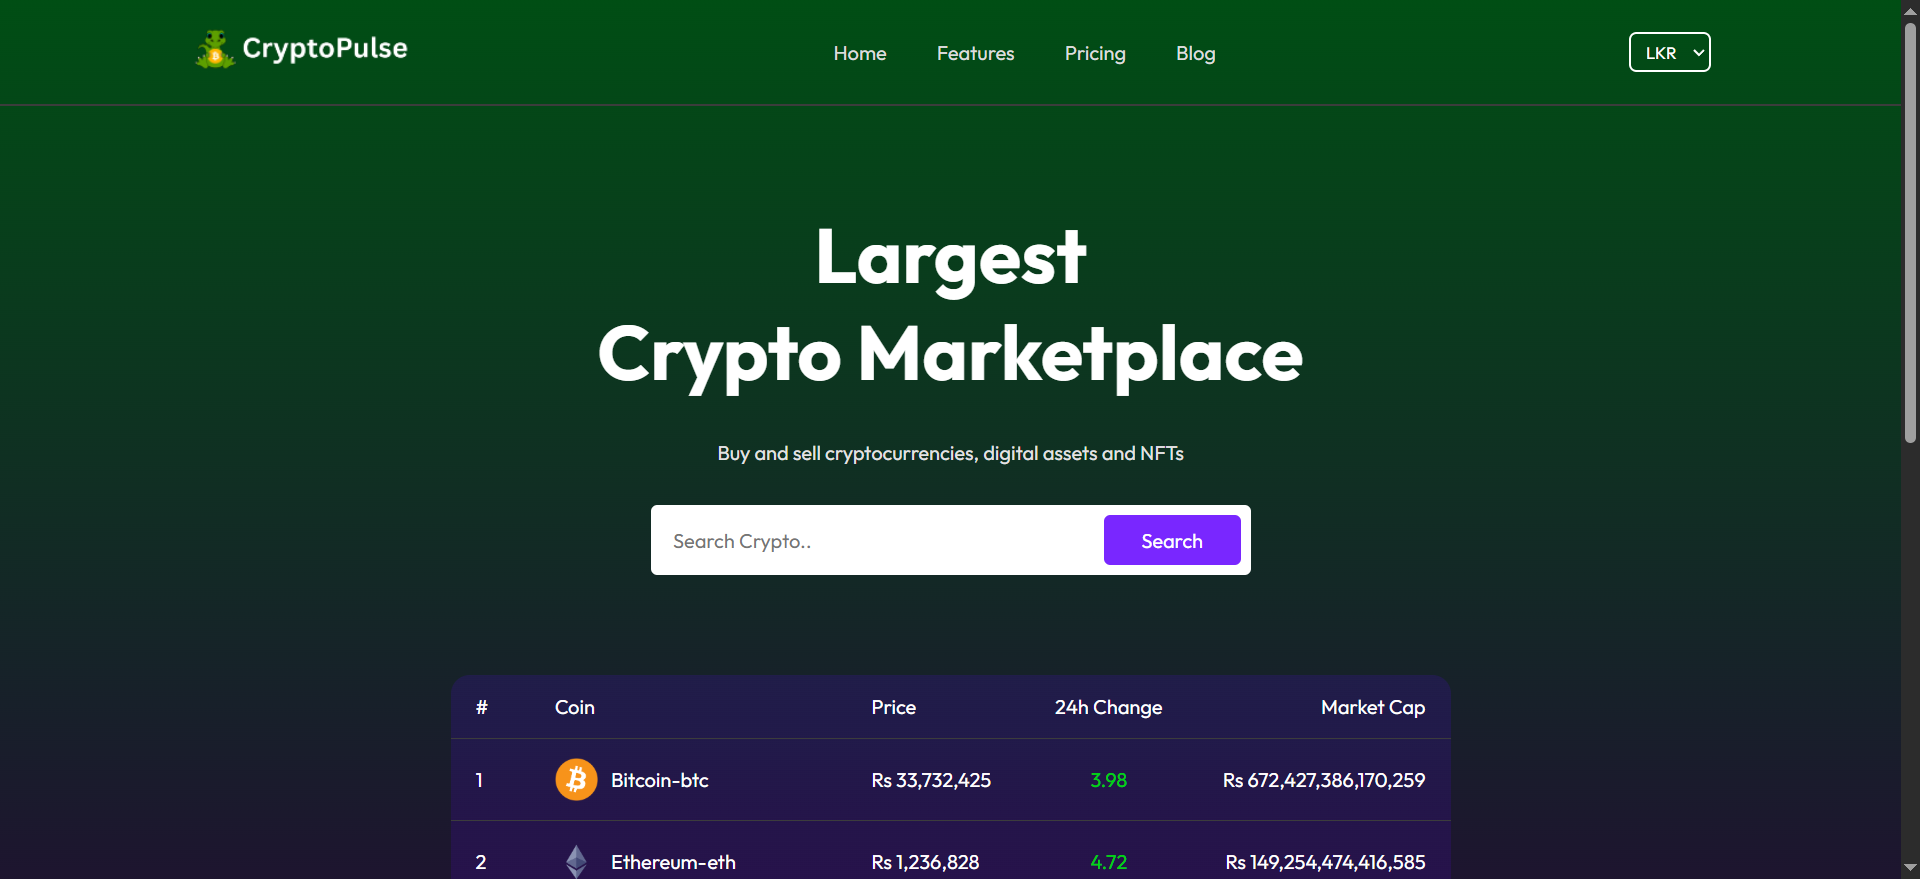 CryptoPulse
Home Features Pricing Blog
LKR
Largest
Crypto Marketplace
Buy and sell cryptocurrencies, digital assets and NFTs
Search Crypto.. Search
# Coin Price 24h Change Market Cap
1 Bitcoin-btc Rs 33,732,425 3.98 Rs 672,427,386,170,259
2 Ethereum-eth Rs 1,236,828 4.72 Rs 149,254,474,416,585